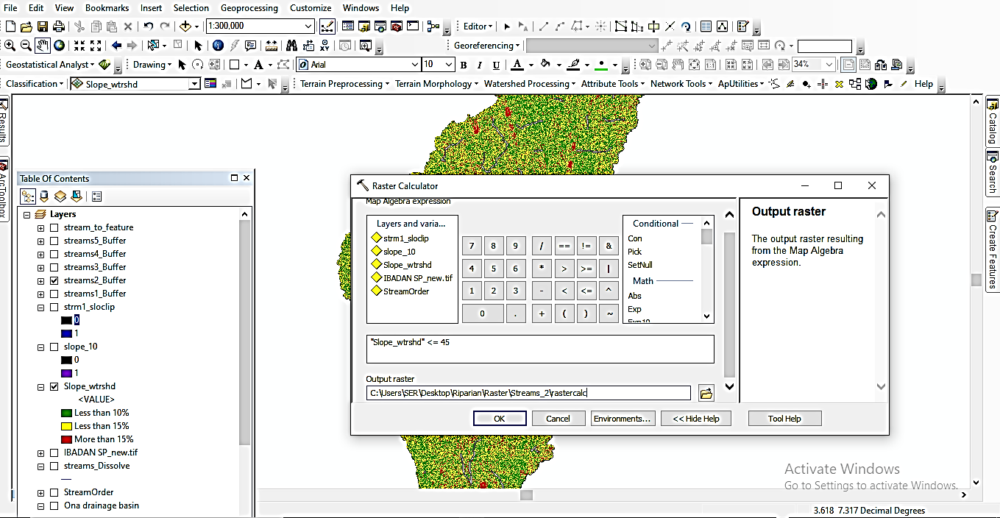 File Edit View Bookmarks Insert Selection Geoprocessing Customize Windows Help
1:300,000 Editor
Georeferencing
Geostatistical Analyst Drawing A Arial 10 B I U A 34%
Classification Slope_wtrshd Terrain Preprocessing Terrain Morphology Watershed Processing Attribute Tools Network Tools ApUtilities Help
Results
ArcToolbox
Catalog
Search
Create Features
Table Of Contents
Layers
stream_to_feature
streams5_Buffer
streams4_Buffer
streams3_Buffer
streams2_Buffer
streams1_Buffer
strm1_sloclip
0
1
slope_10
0
1
Slope_wtrshd
<VALUE>
Less than 10%
Less than 15%
More than 15%
IBADAN SP_new.tif
streams_Dissolve
StreamOrder
Ona drainage basin
Raster Calculator
Map Algebra expression
Layers and varia...
strm1_sloclip
slope_10
Slope_wtrshd
IBADAN SP_new.tif
StreamOrder
7 8 9 / == != &
4 5 6 * > >= |
1 2 3 - < <= ^
0 . + ( ) ~
Conditional
Con
Pick
SetNull
Math
Abs
Exp
Exp10
"Slope_wtrshd" <= 45
Output raster
C:\Users\SER\Desktop\Riparian\Raster\Streams_2\rastercalc
OK Cancel Environments... << Hide Help Tool Help
Output raster
The output raster resulting
from the Map Algebra
expression.
Activate Windows
Go to Settings to activate Windows.
3.618 7.317 Decimal Degrees